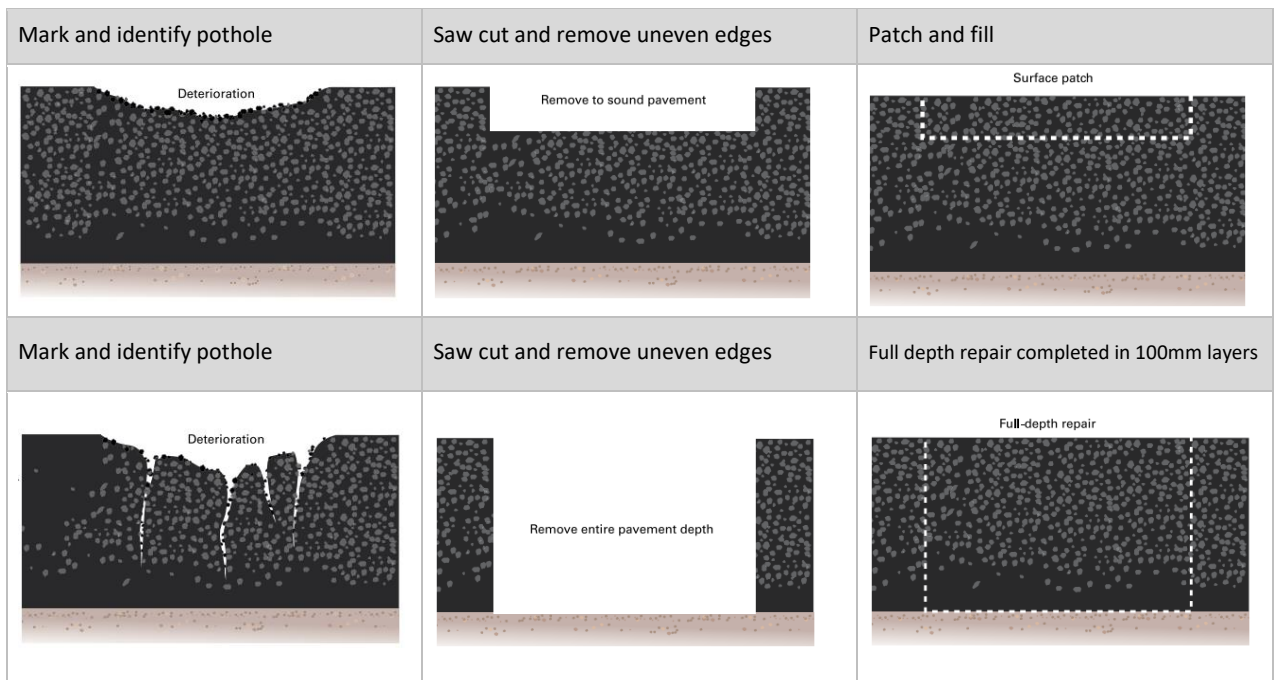 Mark and identify pothole
Saw cut and remove uneven edges
Patch and fill
Deterioration
Remove to sound pavement
Surface patch
Mark and identify pothole
Saw cut and remove uneven edges
Full depth repair completed in 100mm layers
Deterioration
Remove entire pavement depth
Full-depth repair